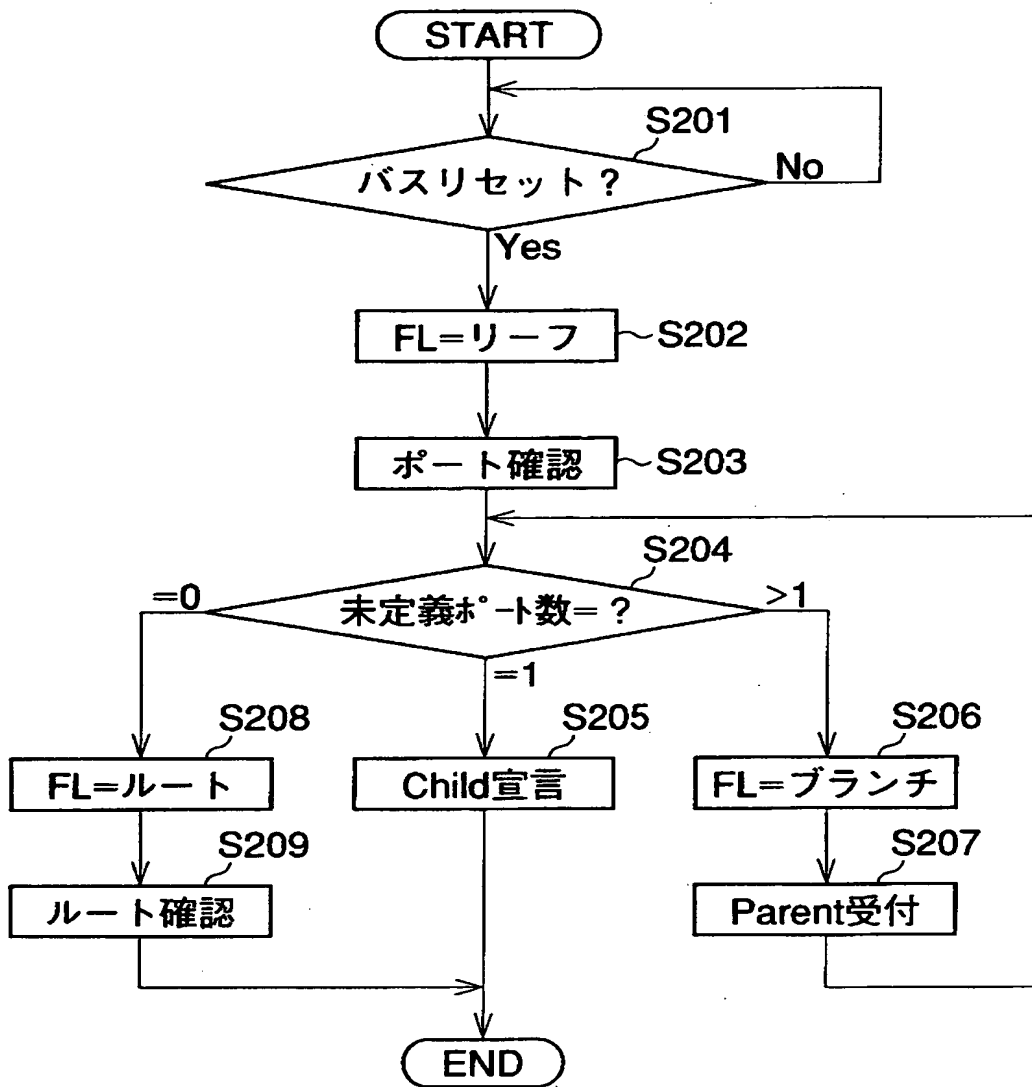 START
S201
バスリセット？
No
Yes
FL=リーフ
S202
ポート確認
S203
S204
=0
未定義ﾎﾟｰﾄ数=？
>1
=1
S208
S205
S206
FL=ルート
Child宣言
FL=ブランチ
S209
S207
ルート確認
Parent受付
END